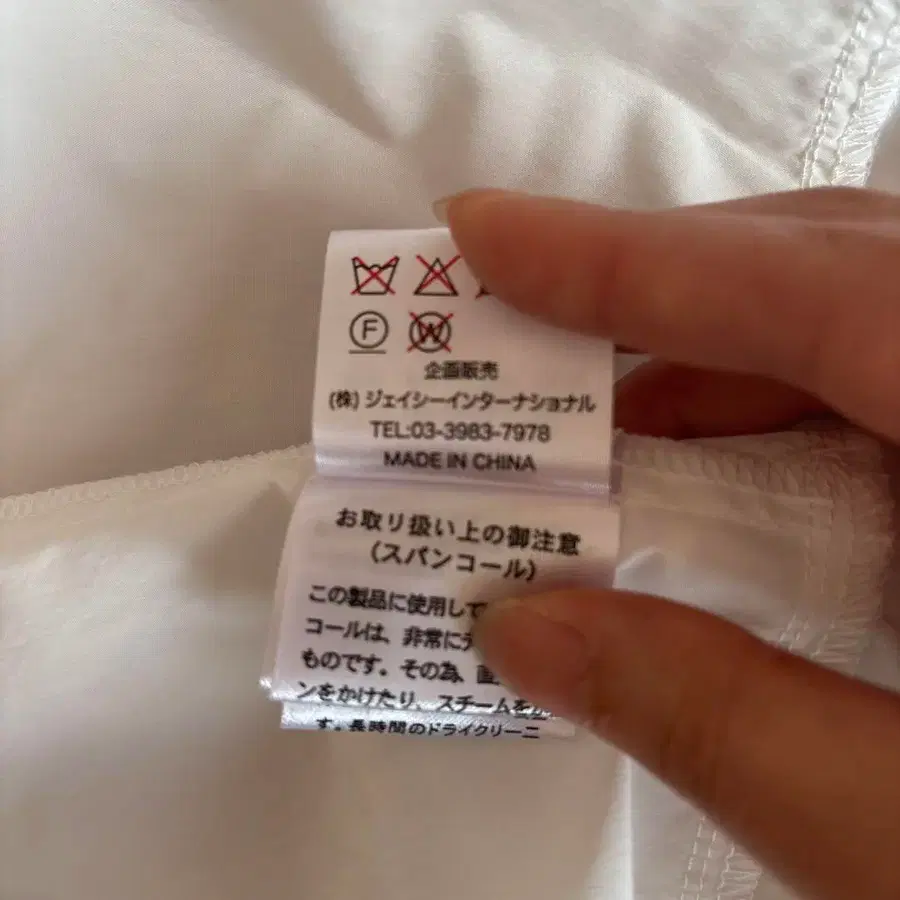 F W
企画販売
(株) ジェイシーインターナショナル
TEL:03-3983-7978
MADE IN CHINA
お取り扱い上の御注意
(スパンコール)
この製品に使用して
コールは、非常に
ものです。その為、直
ンをかけたり、スチームを
す。長時間のドライクリーニ